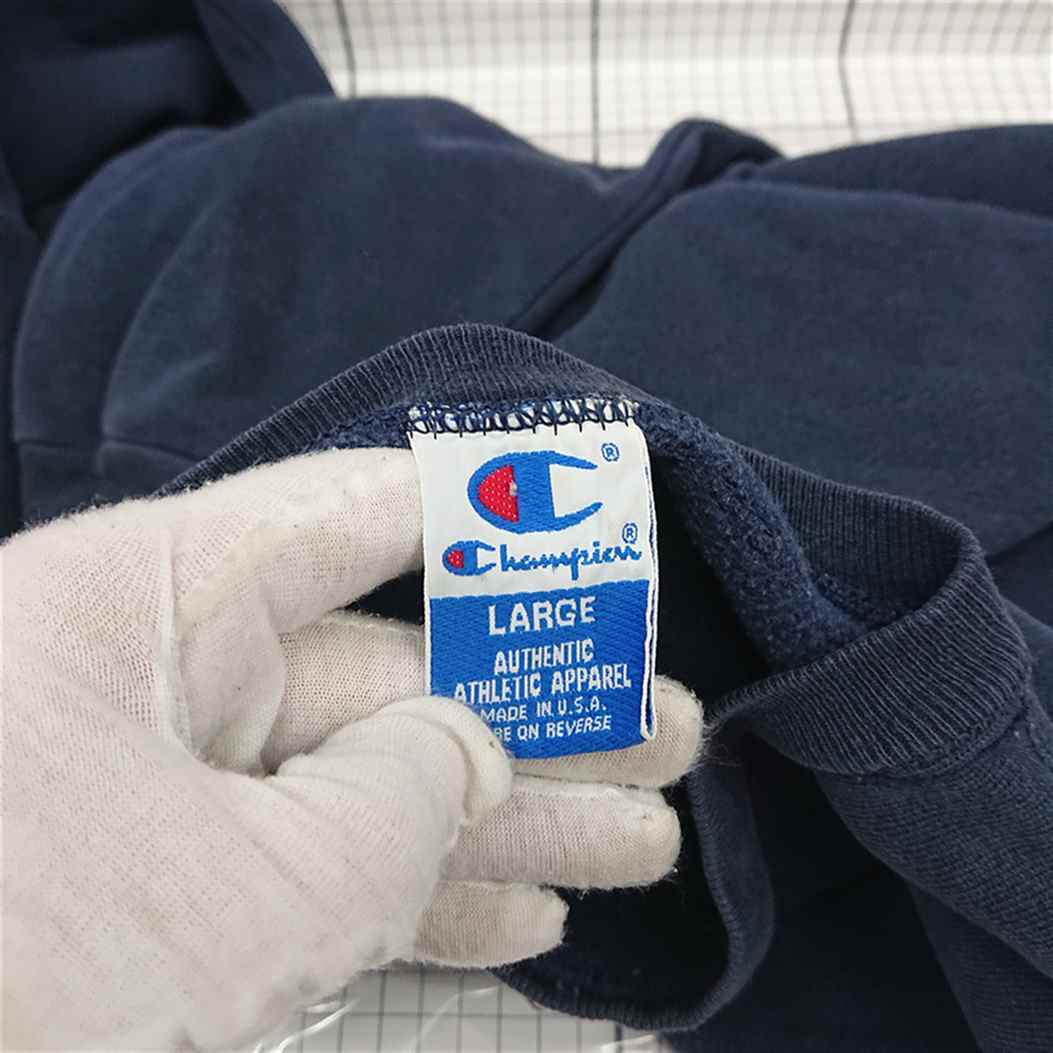 ®
Champion®
LARGE
AUTHENTIC
ATHLETIC APPAREL
MADE IN U.S.A.
ON REVERSE